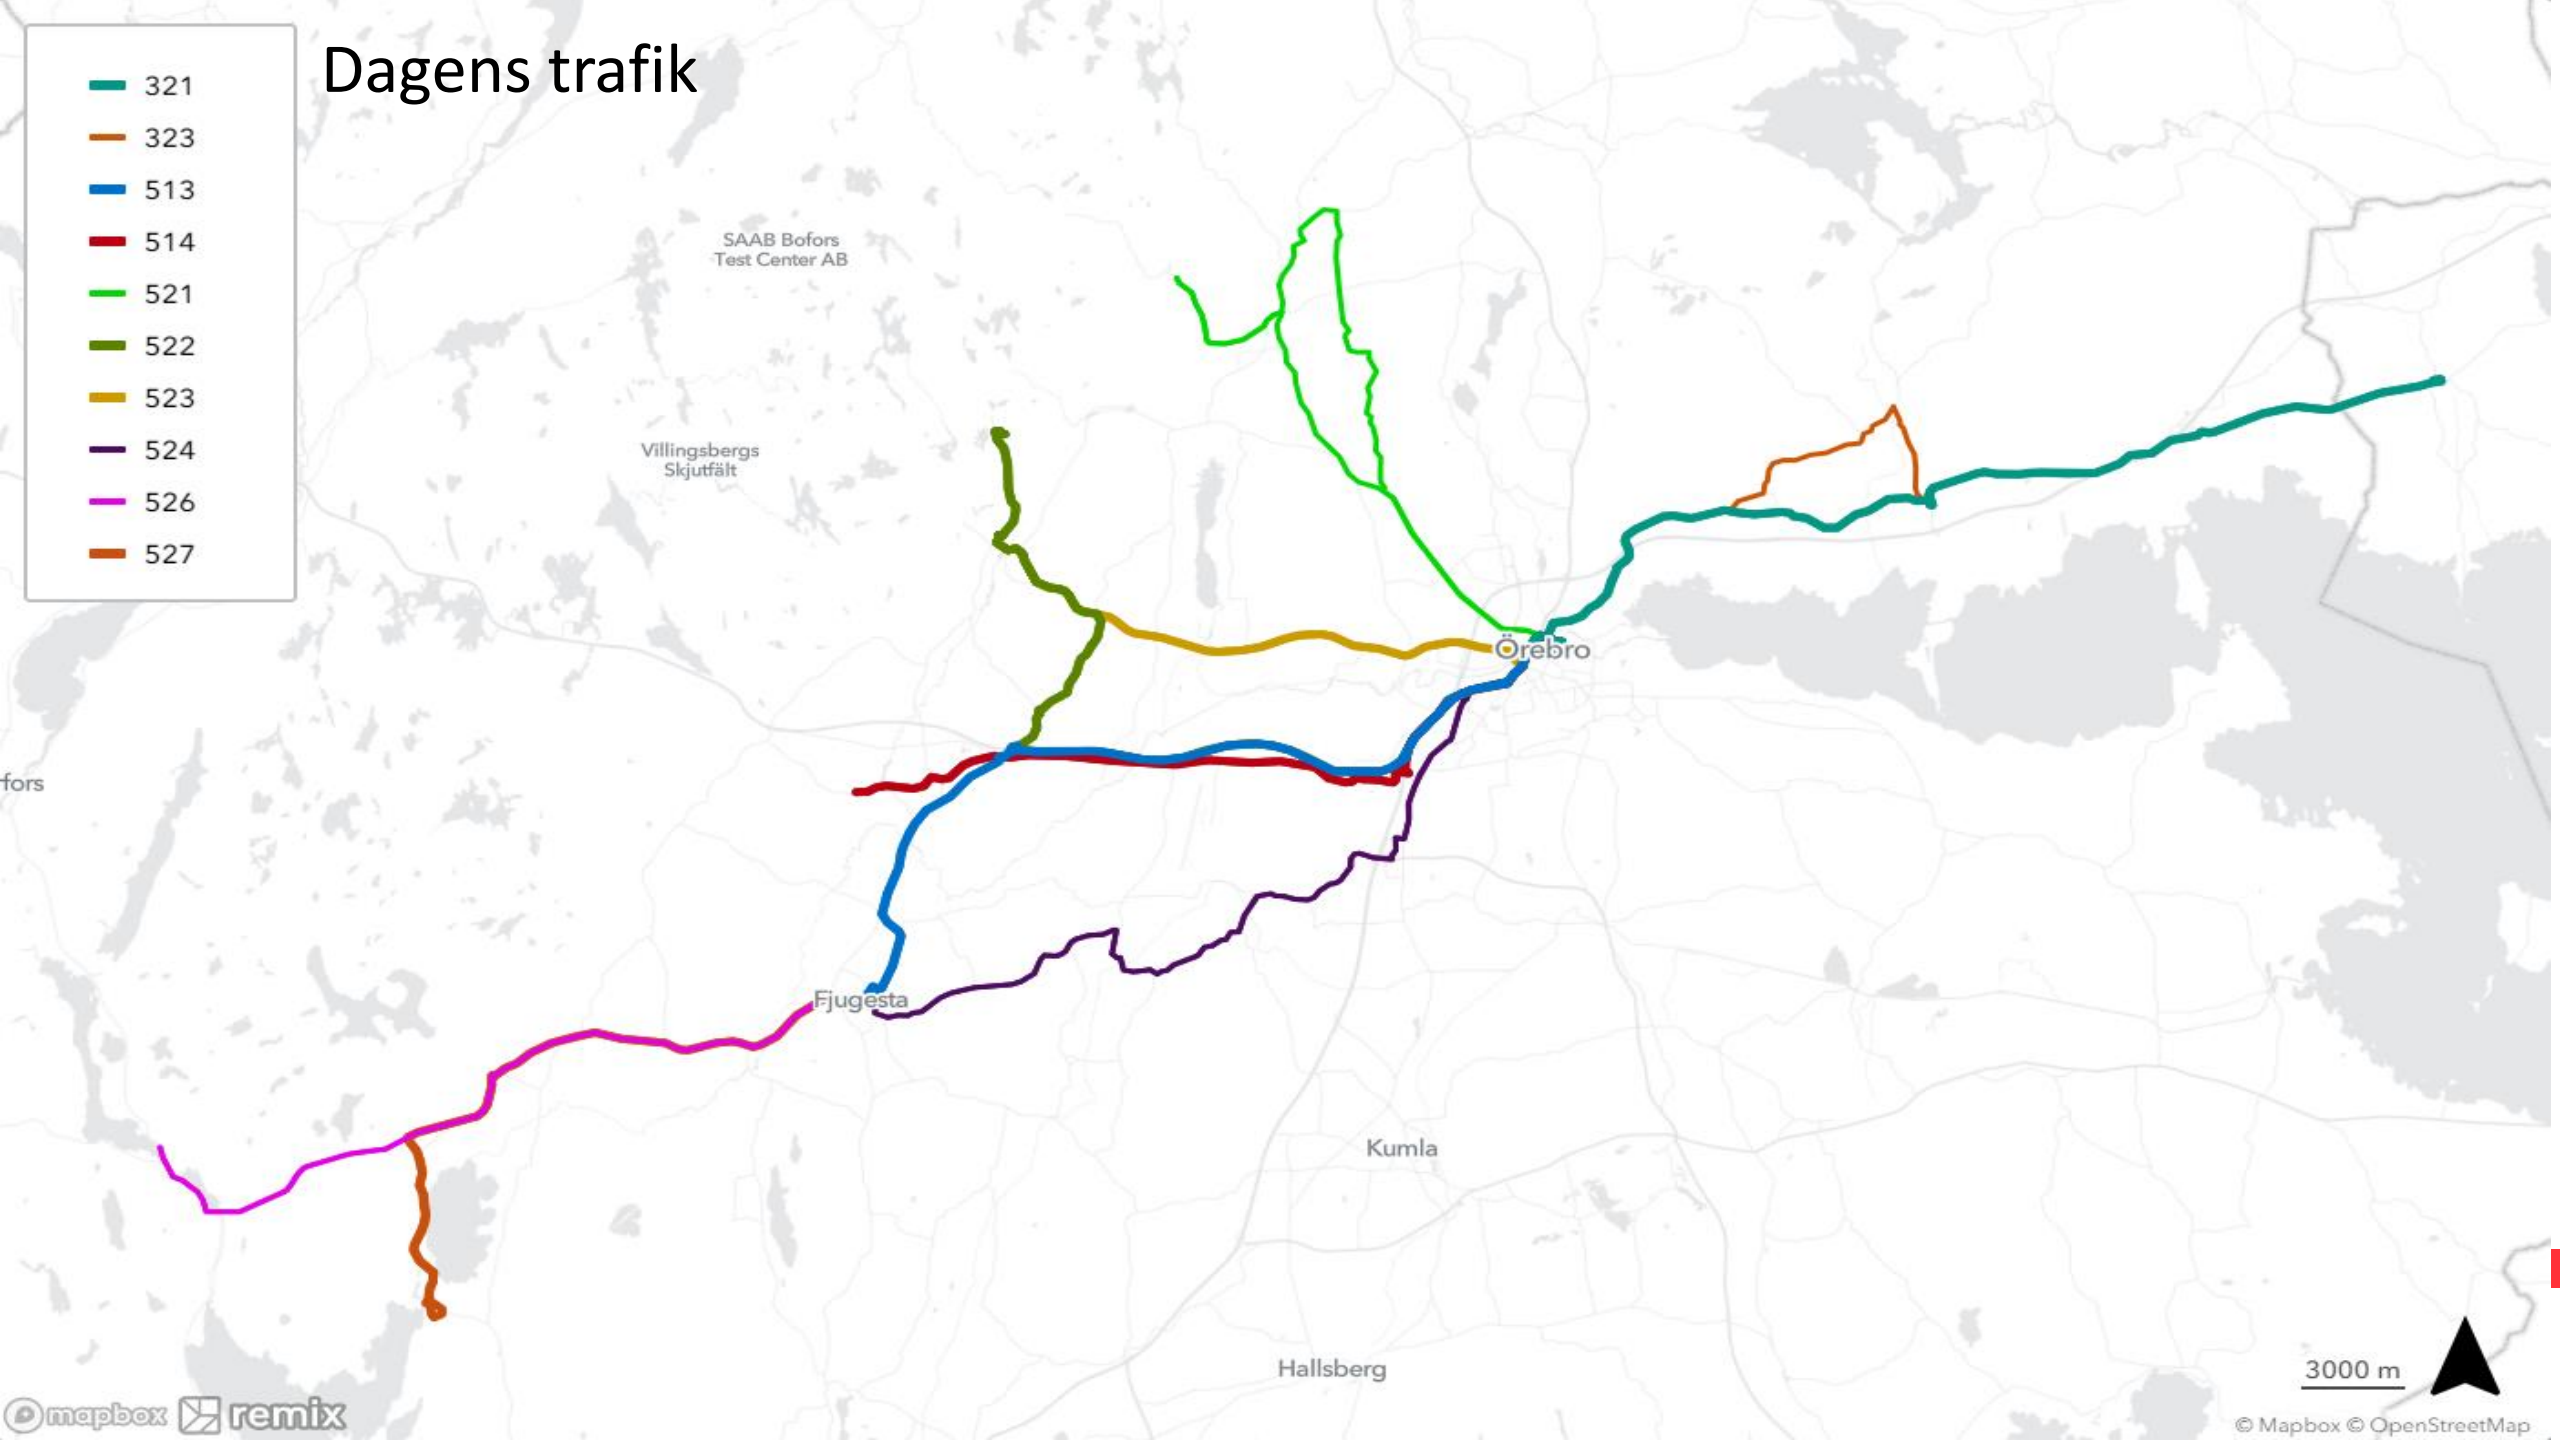 Dagens trafik
321
323
513
514
521
522
523
524
526
527
SAAB Bofors
Test Center AB
Villingsbergs
Skjutfält
Örebro
fors
Fjugesta
Kumla
Hallsberg
3000 m
mapbox remix
© Mapbox © OpenStreetMap